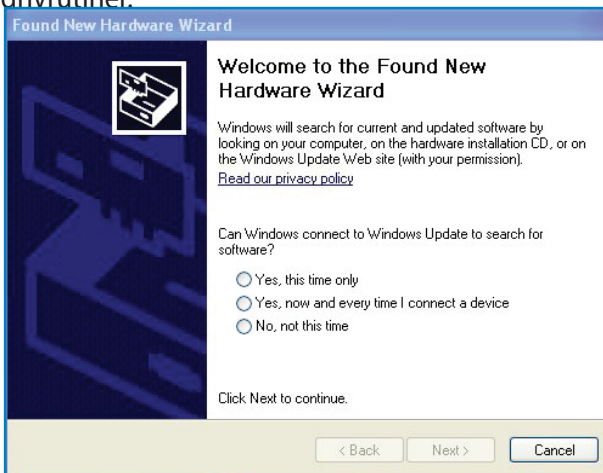 drivrutiner.
Found New Hardware Wizard
Welcome to the Found New
Hardware Wizard
Windows will search for current and updated software by
looking on your computer, on the hardware installation CD, or on
the Windows Update Web site (with your permission).
Read our privacy policy
Can Windows connect to Windows Update to search for
software?
Yes, this time only
Yes, now and every time I connect a device
No, not this time
Click Next to continue.
< Back
Next >
Cancel